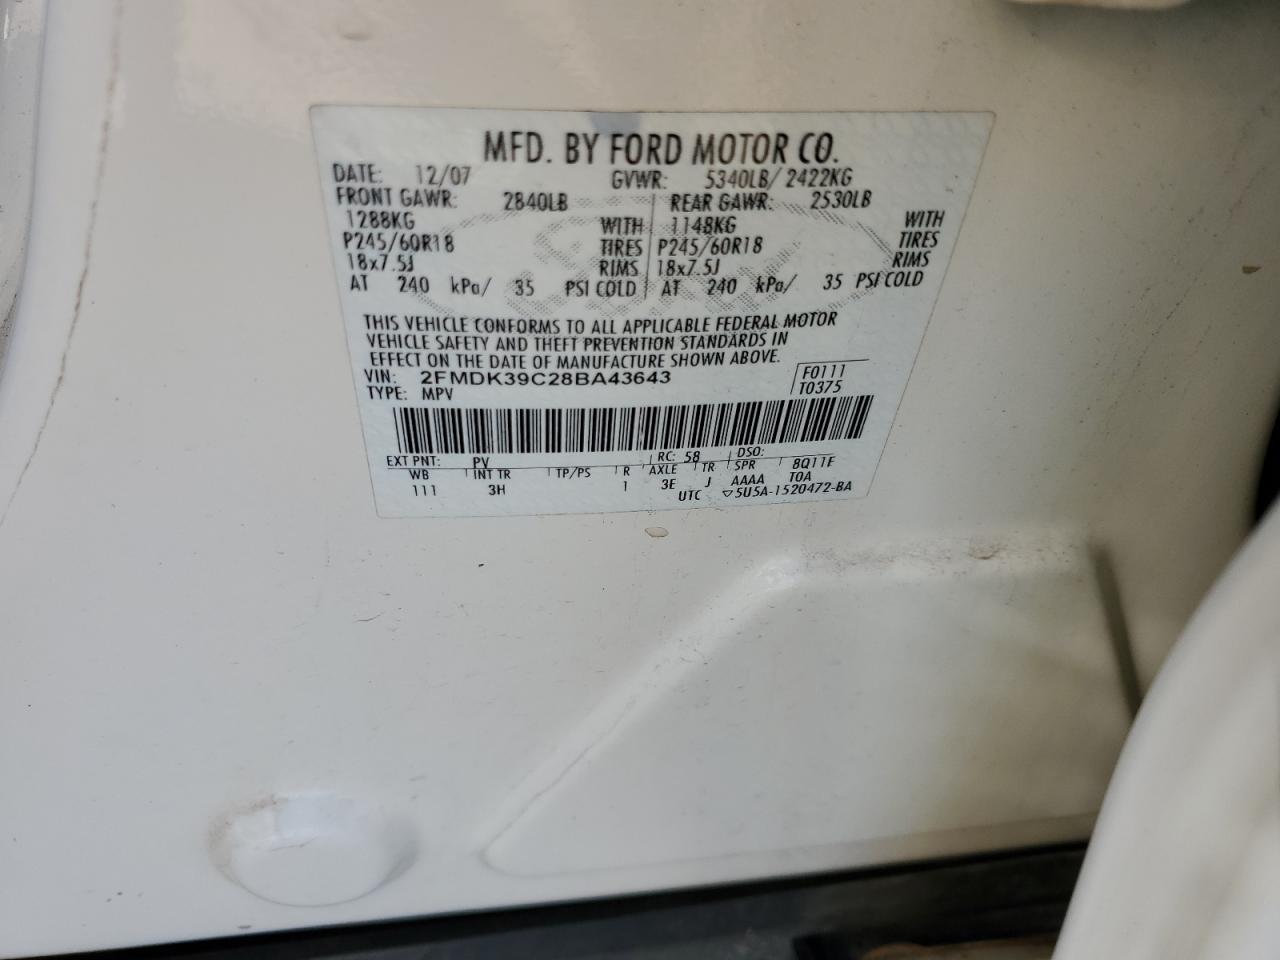 MFD. BY FORD MOTOR CO.
DATE: 12/07 GVWR: 5340LB/ 2422KG
FRONT GAWR: 2840LB REAR GAWR: 2530LB
1288KG WITH 1148KG WITH
P245/60R18 TIRES P245/60R18 TIRES
18x7.5J RIMS 18x7.5J RIMS
AT 240 kPa/ 35 PSI COLD AT 240 kPa/ 35 PSI COLD
THIS VEHICLE CONFORMS TO ALL APPLICABLE FEDERAL MOTOR
VEHICLE SAFETY AND THEFT PREVENTION STANDARDS IN
EFFECT ON THE DATE OF MANUFACTURE SHOWN ABOVE.
VIN: 2FMDK39C28BA43643 F0111
TYPE: MPV T0375
EXT PNT: PV RC: 58 DSO:
WB INT TR TP/PS R AXLE TR SPR 8Q11E
111 3H 1 3E J AAAA T0A
UTC ▽5U5A-1520472-BA